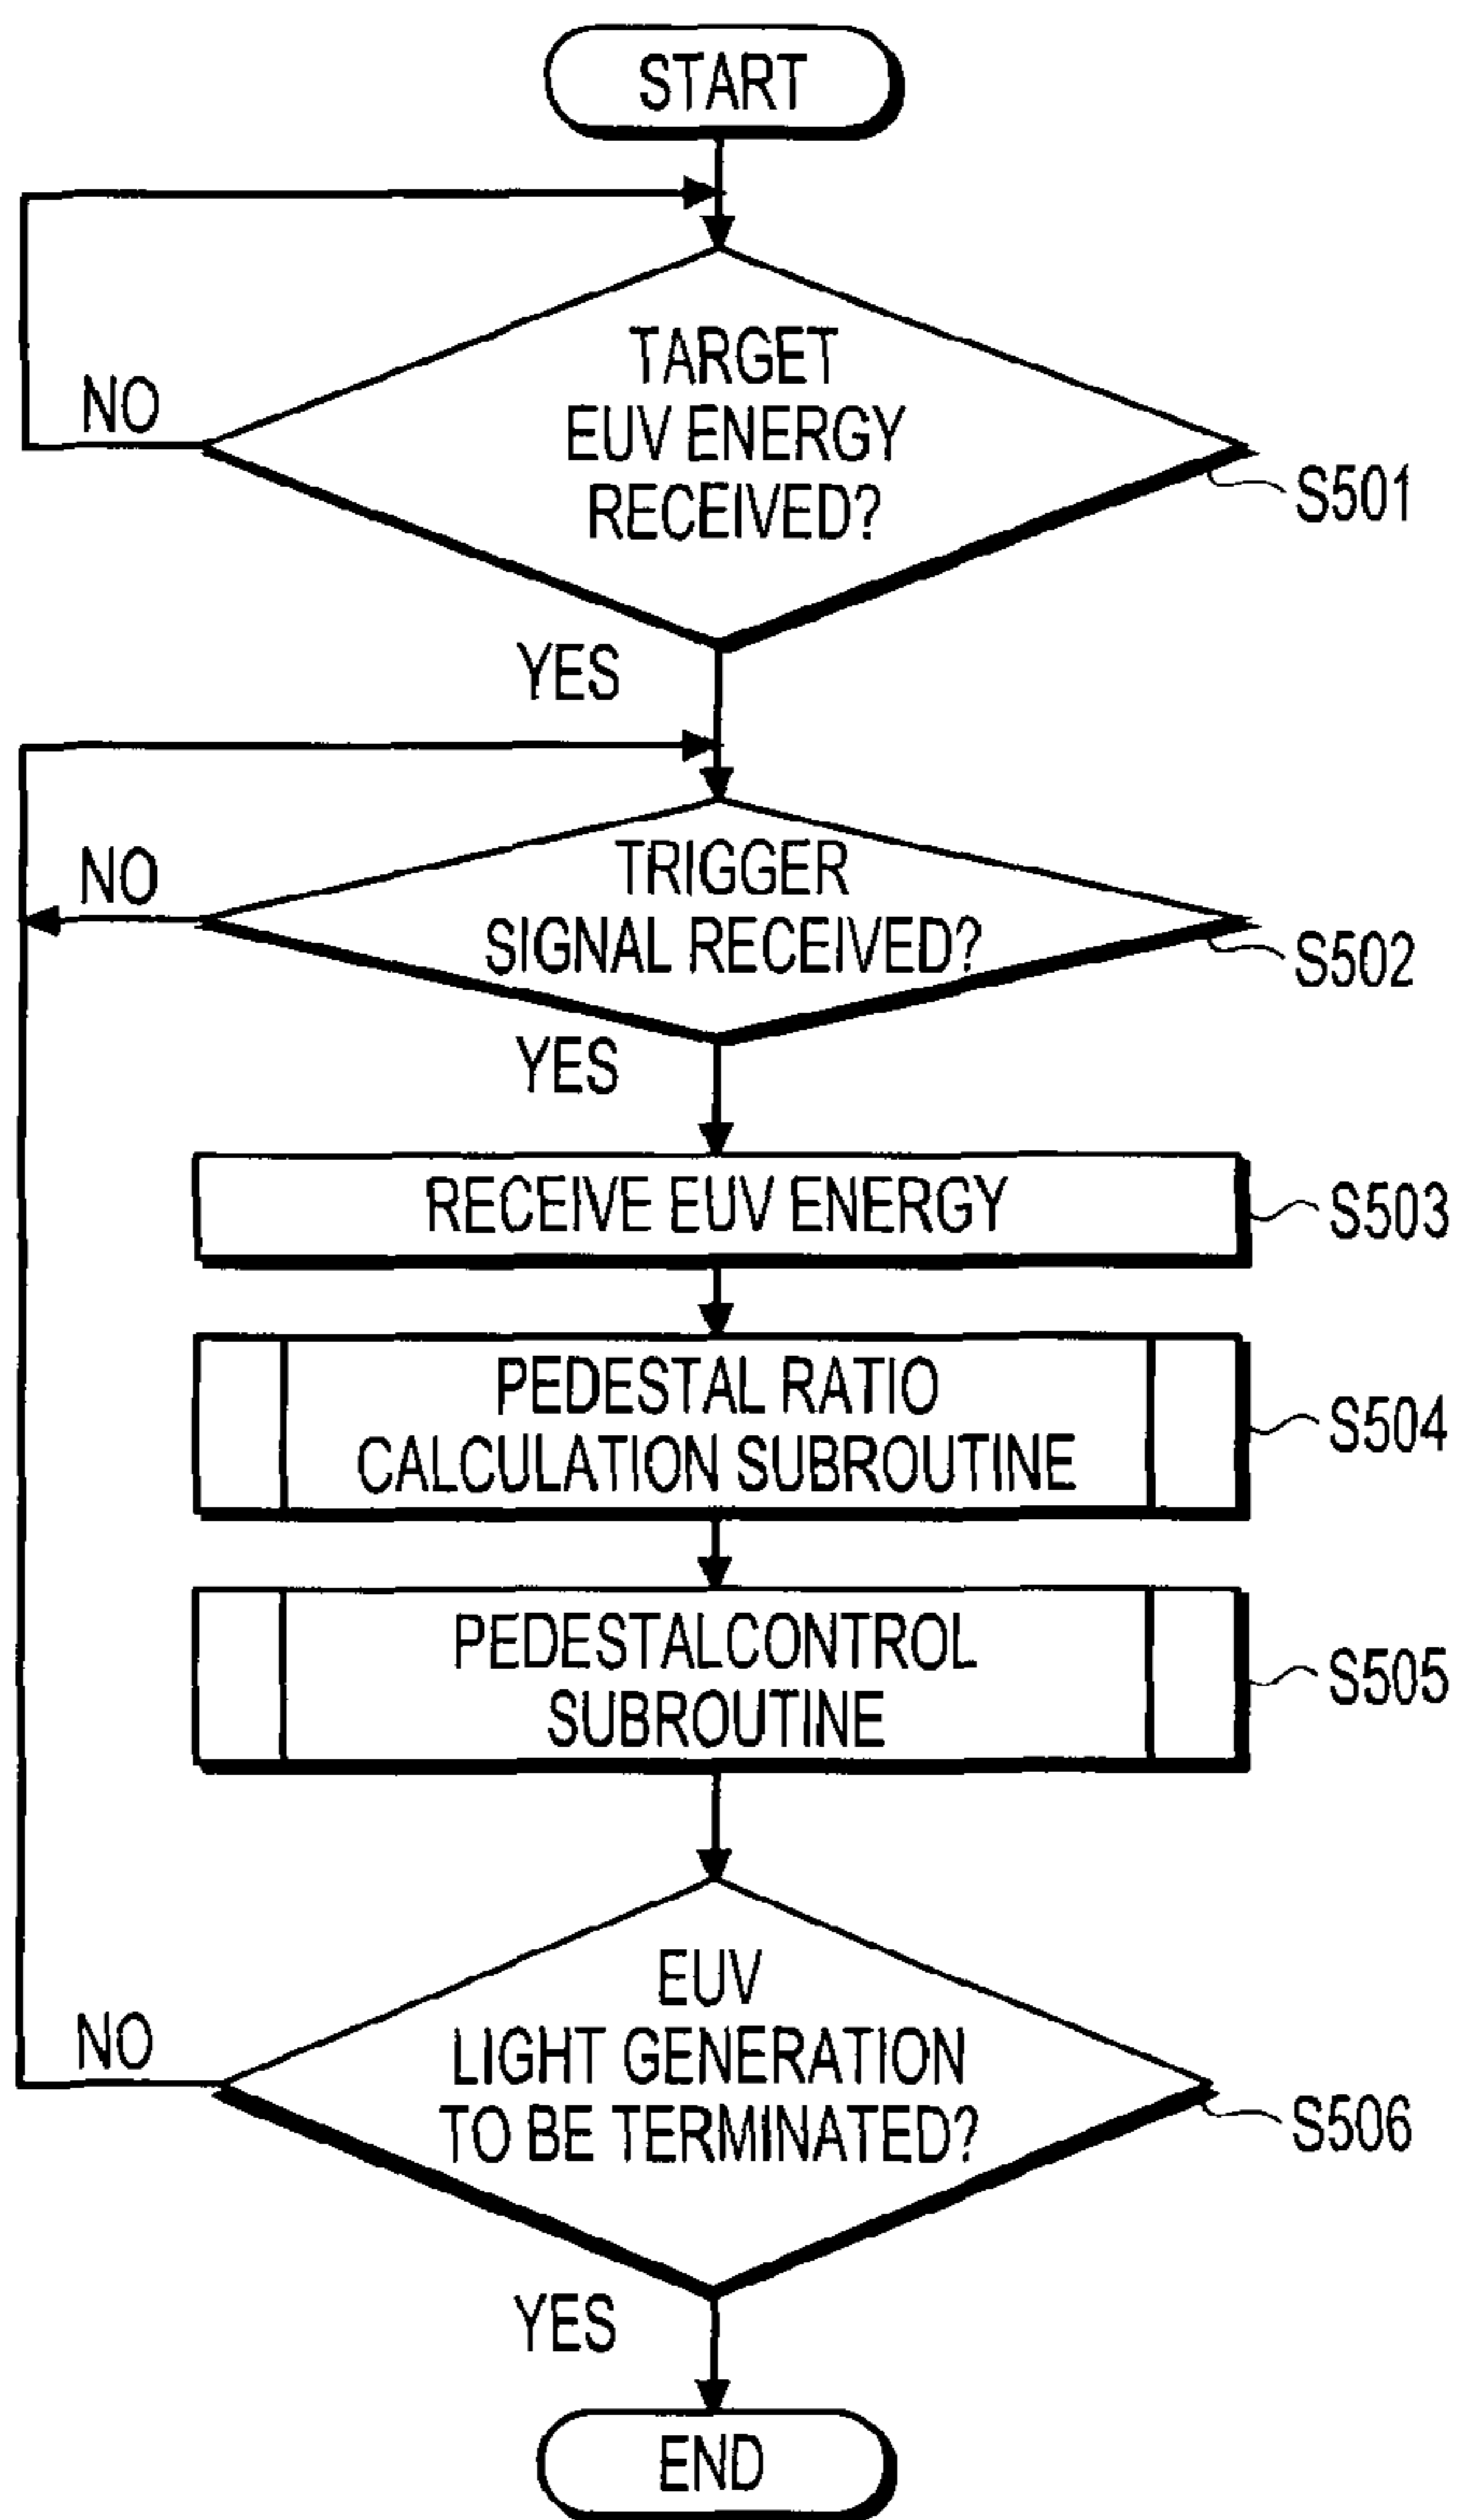 START
TARGET
EUV ENERGY
RECEIVED?
NO
S501
YES
TRIGGER
SIGNAL RECEIVED?
NO
S502
YES
RECEIVE EUV ENERGY
S503
PEDESTAL RATIO
CALCULATION SUBROUTINE
S504
PEDESTALCONTROL
SUBROUTINE
S505
EUV
LIGHT GENERATION
TO BE TERMINATED?
NO
S506
YES
END